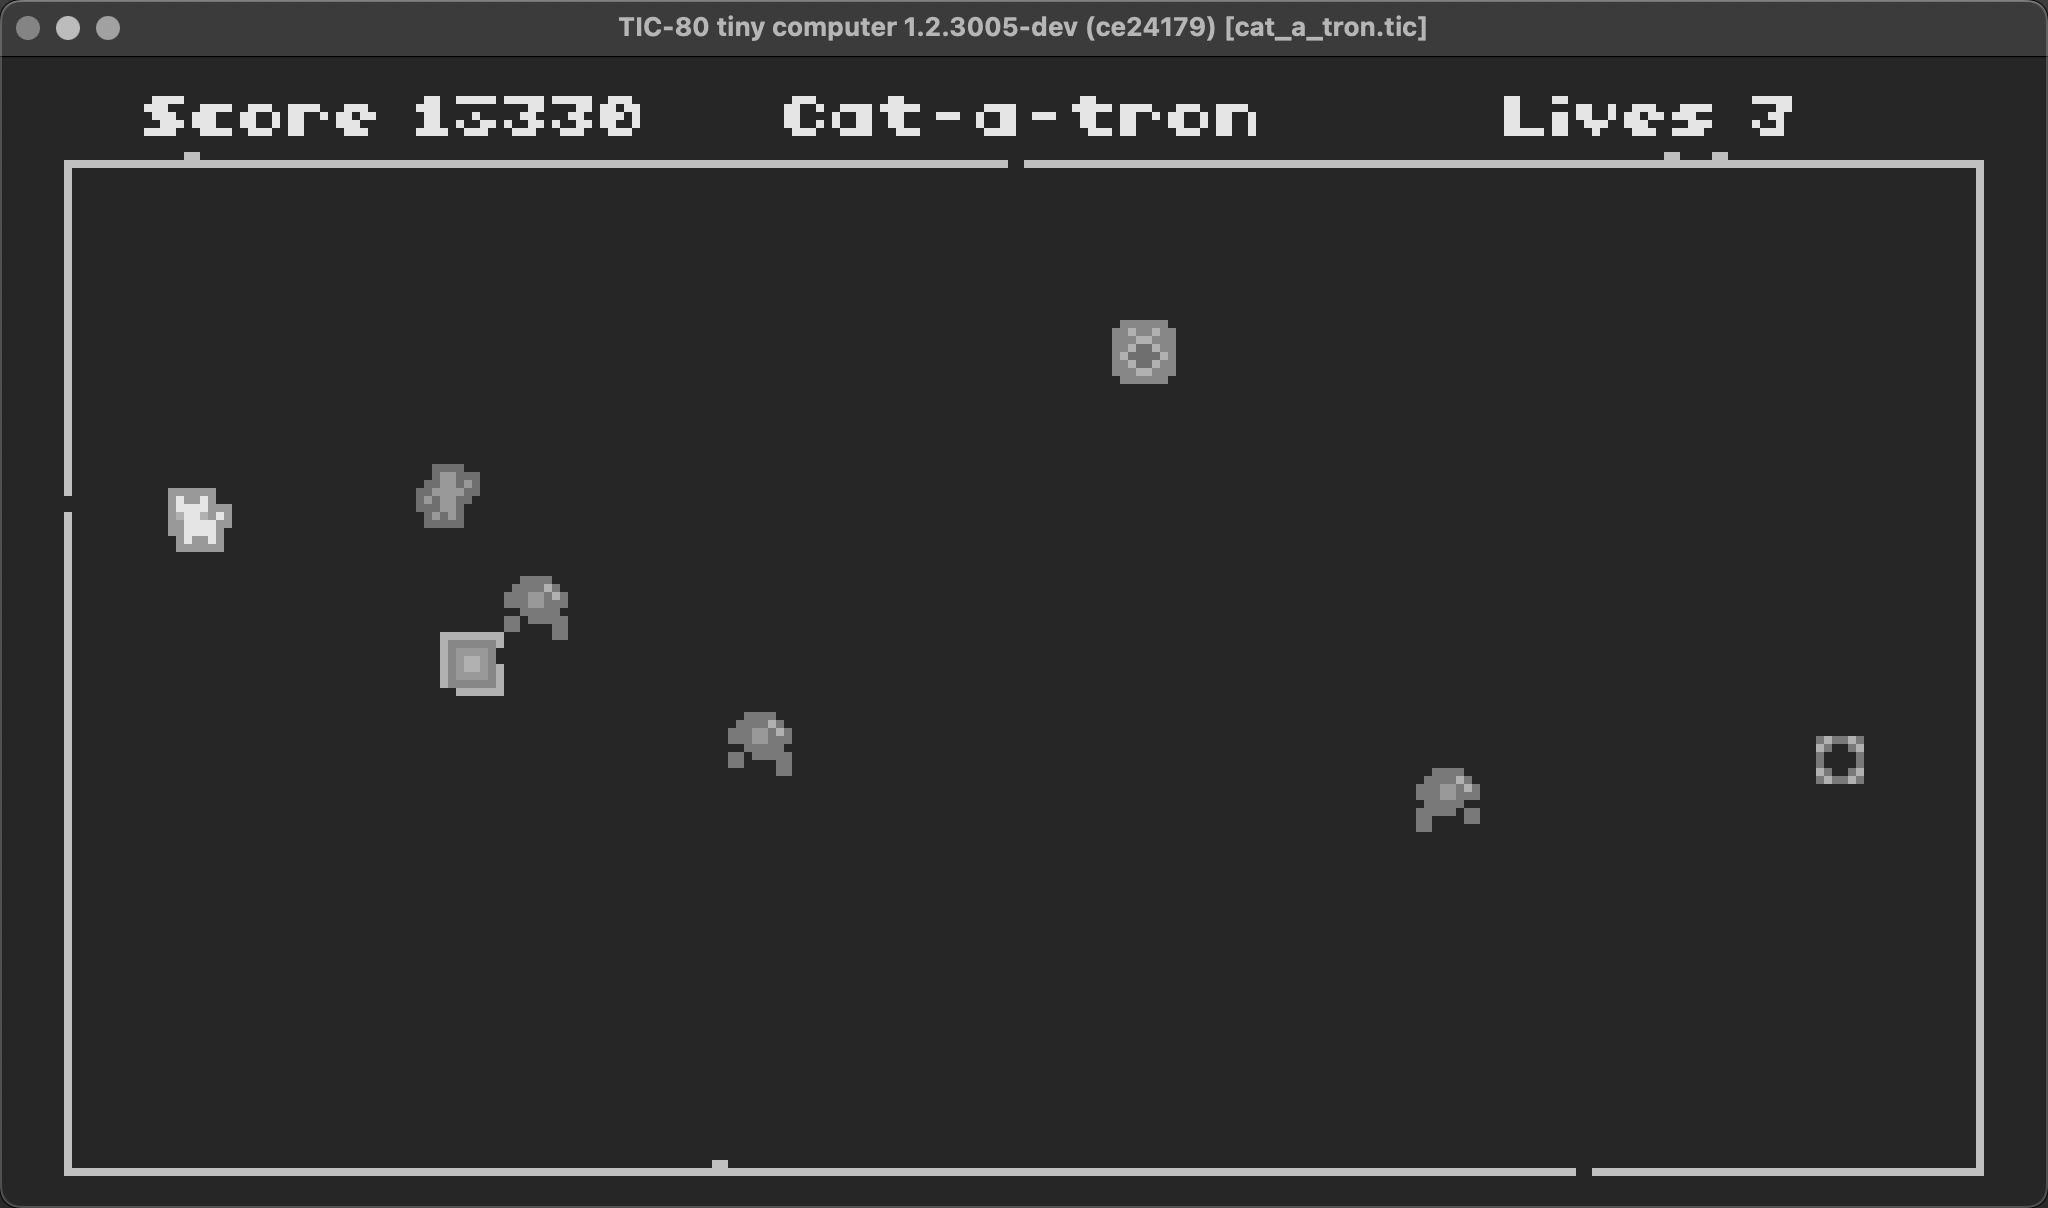 TIC-80 tiny computer 1.2.3005-dev (ce24179) [cat_a_tron.tic]
Score 13330 Cat-a-tron Lives 3